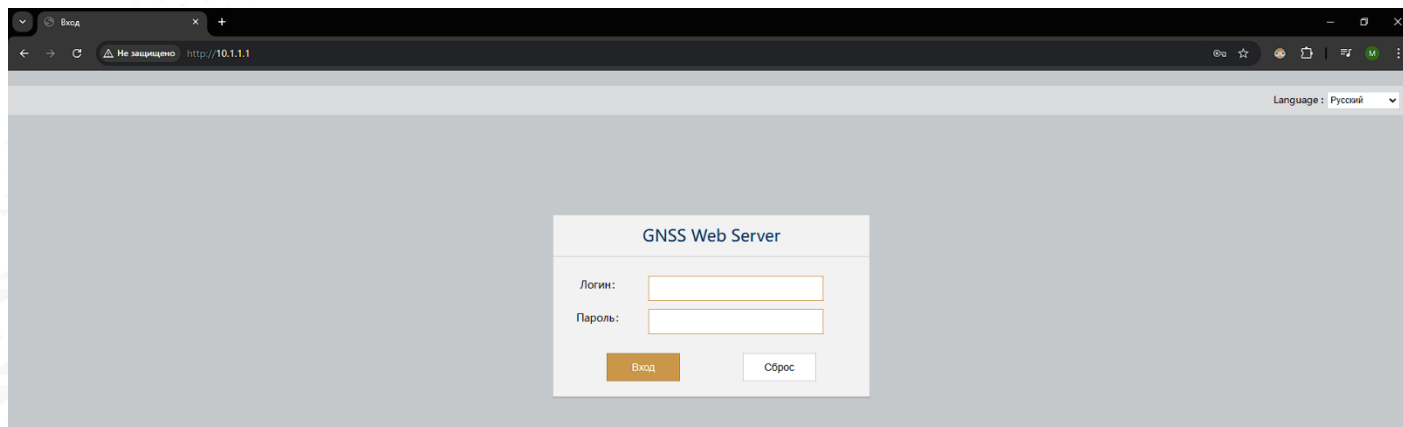 Вход
Не защищено http://10.1.1.1
M
Language : Русский
GNSS Web Server
Логин:
Пароль:
Вход Сброс